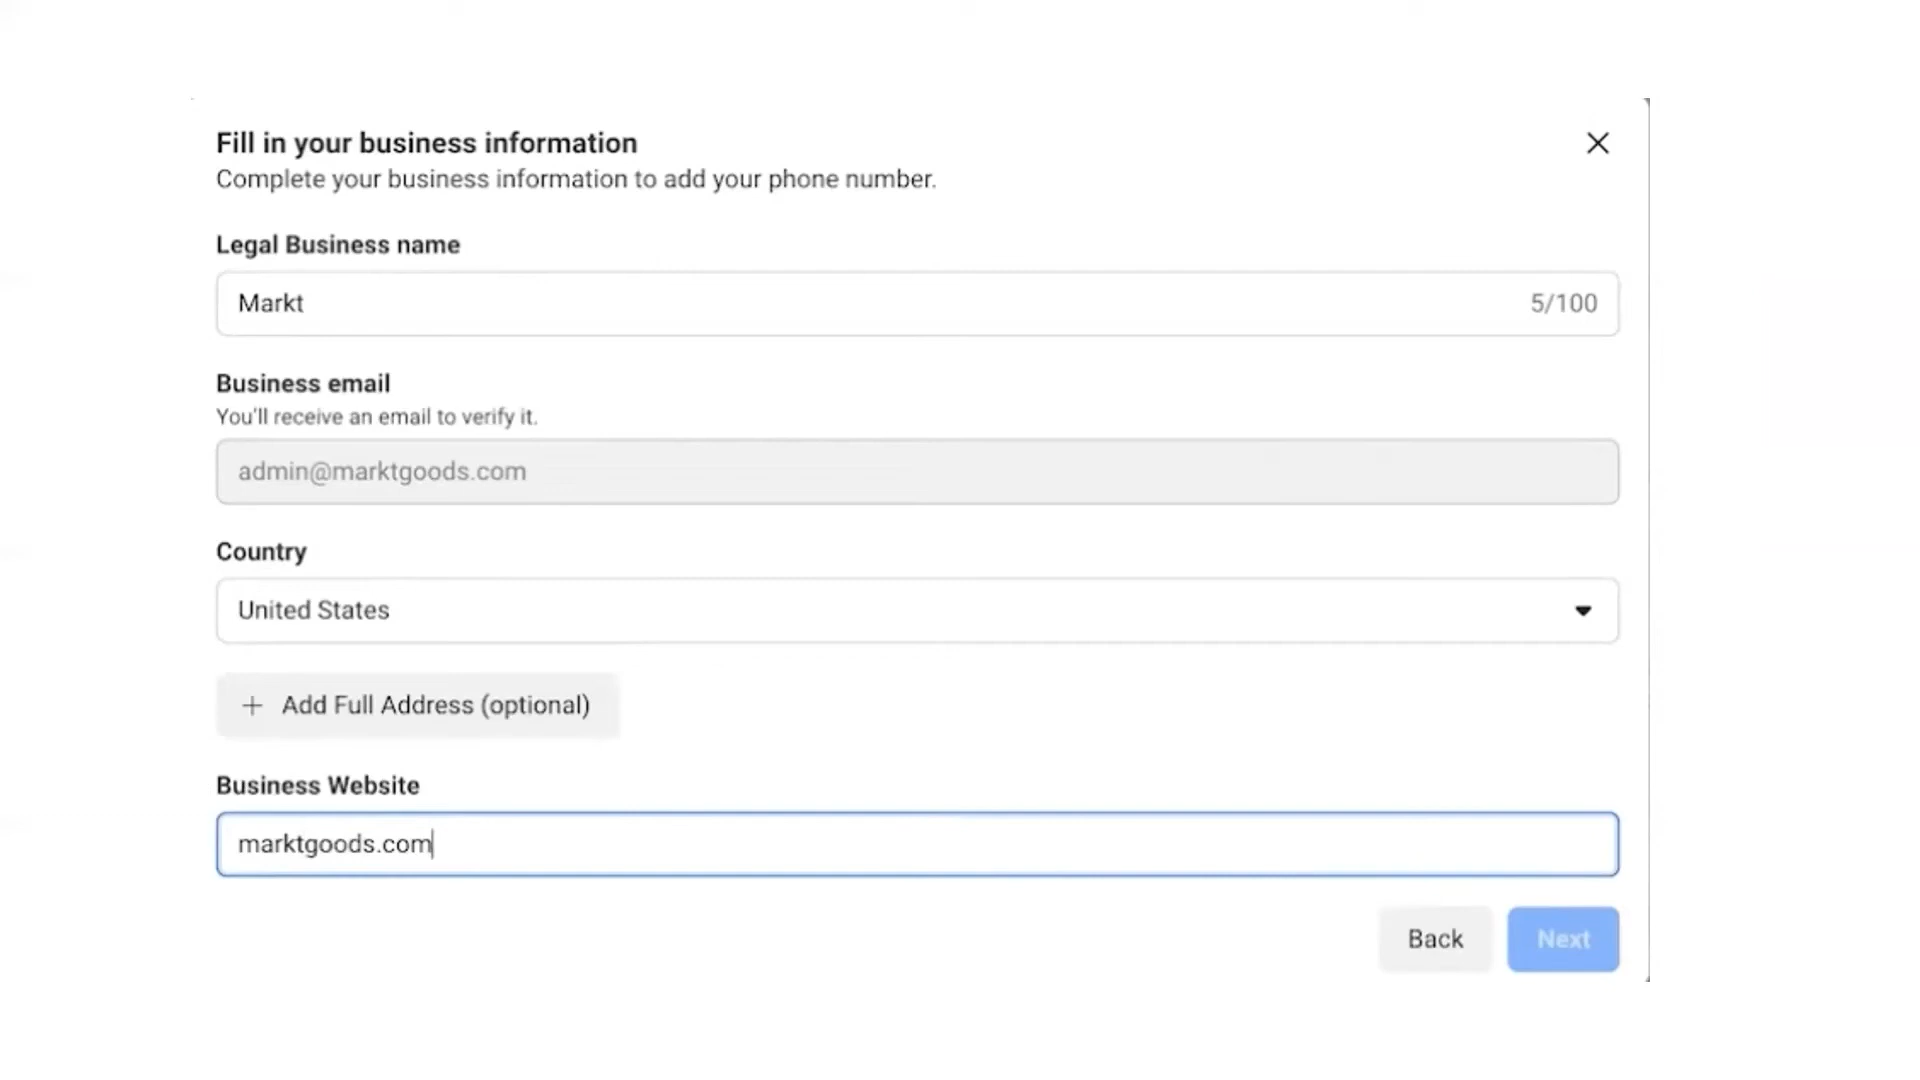 Fill in your business information
Complete your business information to add your phone number.
Legal Business name
Markt 5/100
Business email
You'll receive an email to verify it.
admin@marktgoods.com
Country
United States
+ Add Full Address (optional)
Business Website
marktgoods.com
Back Next